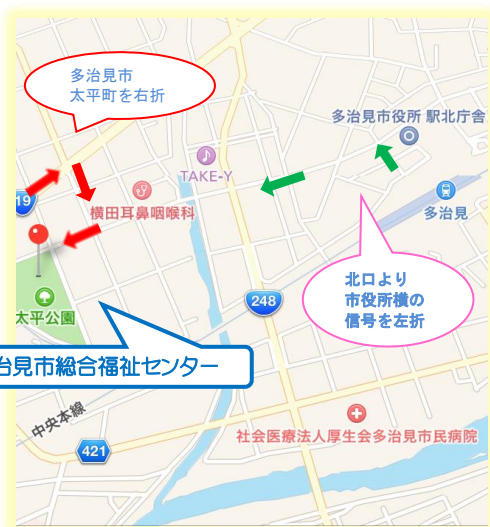 多治見市
太平町を右折
多治見市役所 駅北庁舎
TAKE-Y
19
横田耳鼻咽喉科
多治見
北口より
市役所横の
信号を左折
248
太平公園
治見市総合福祉センター
中央本線
421
社会医療法人厚生会多治見市民病院